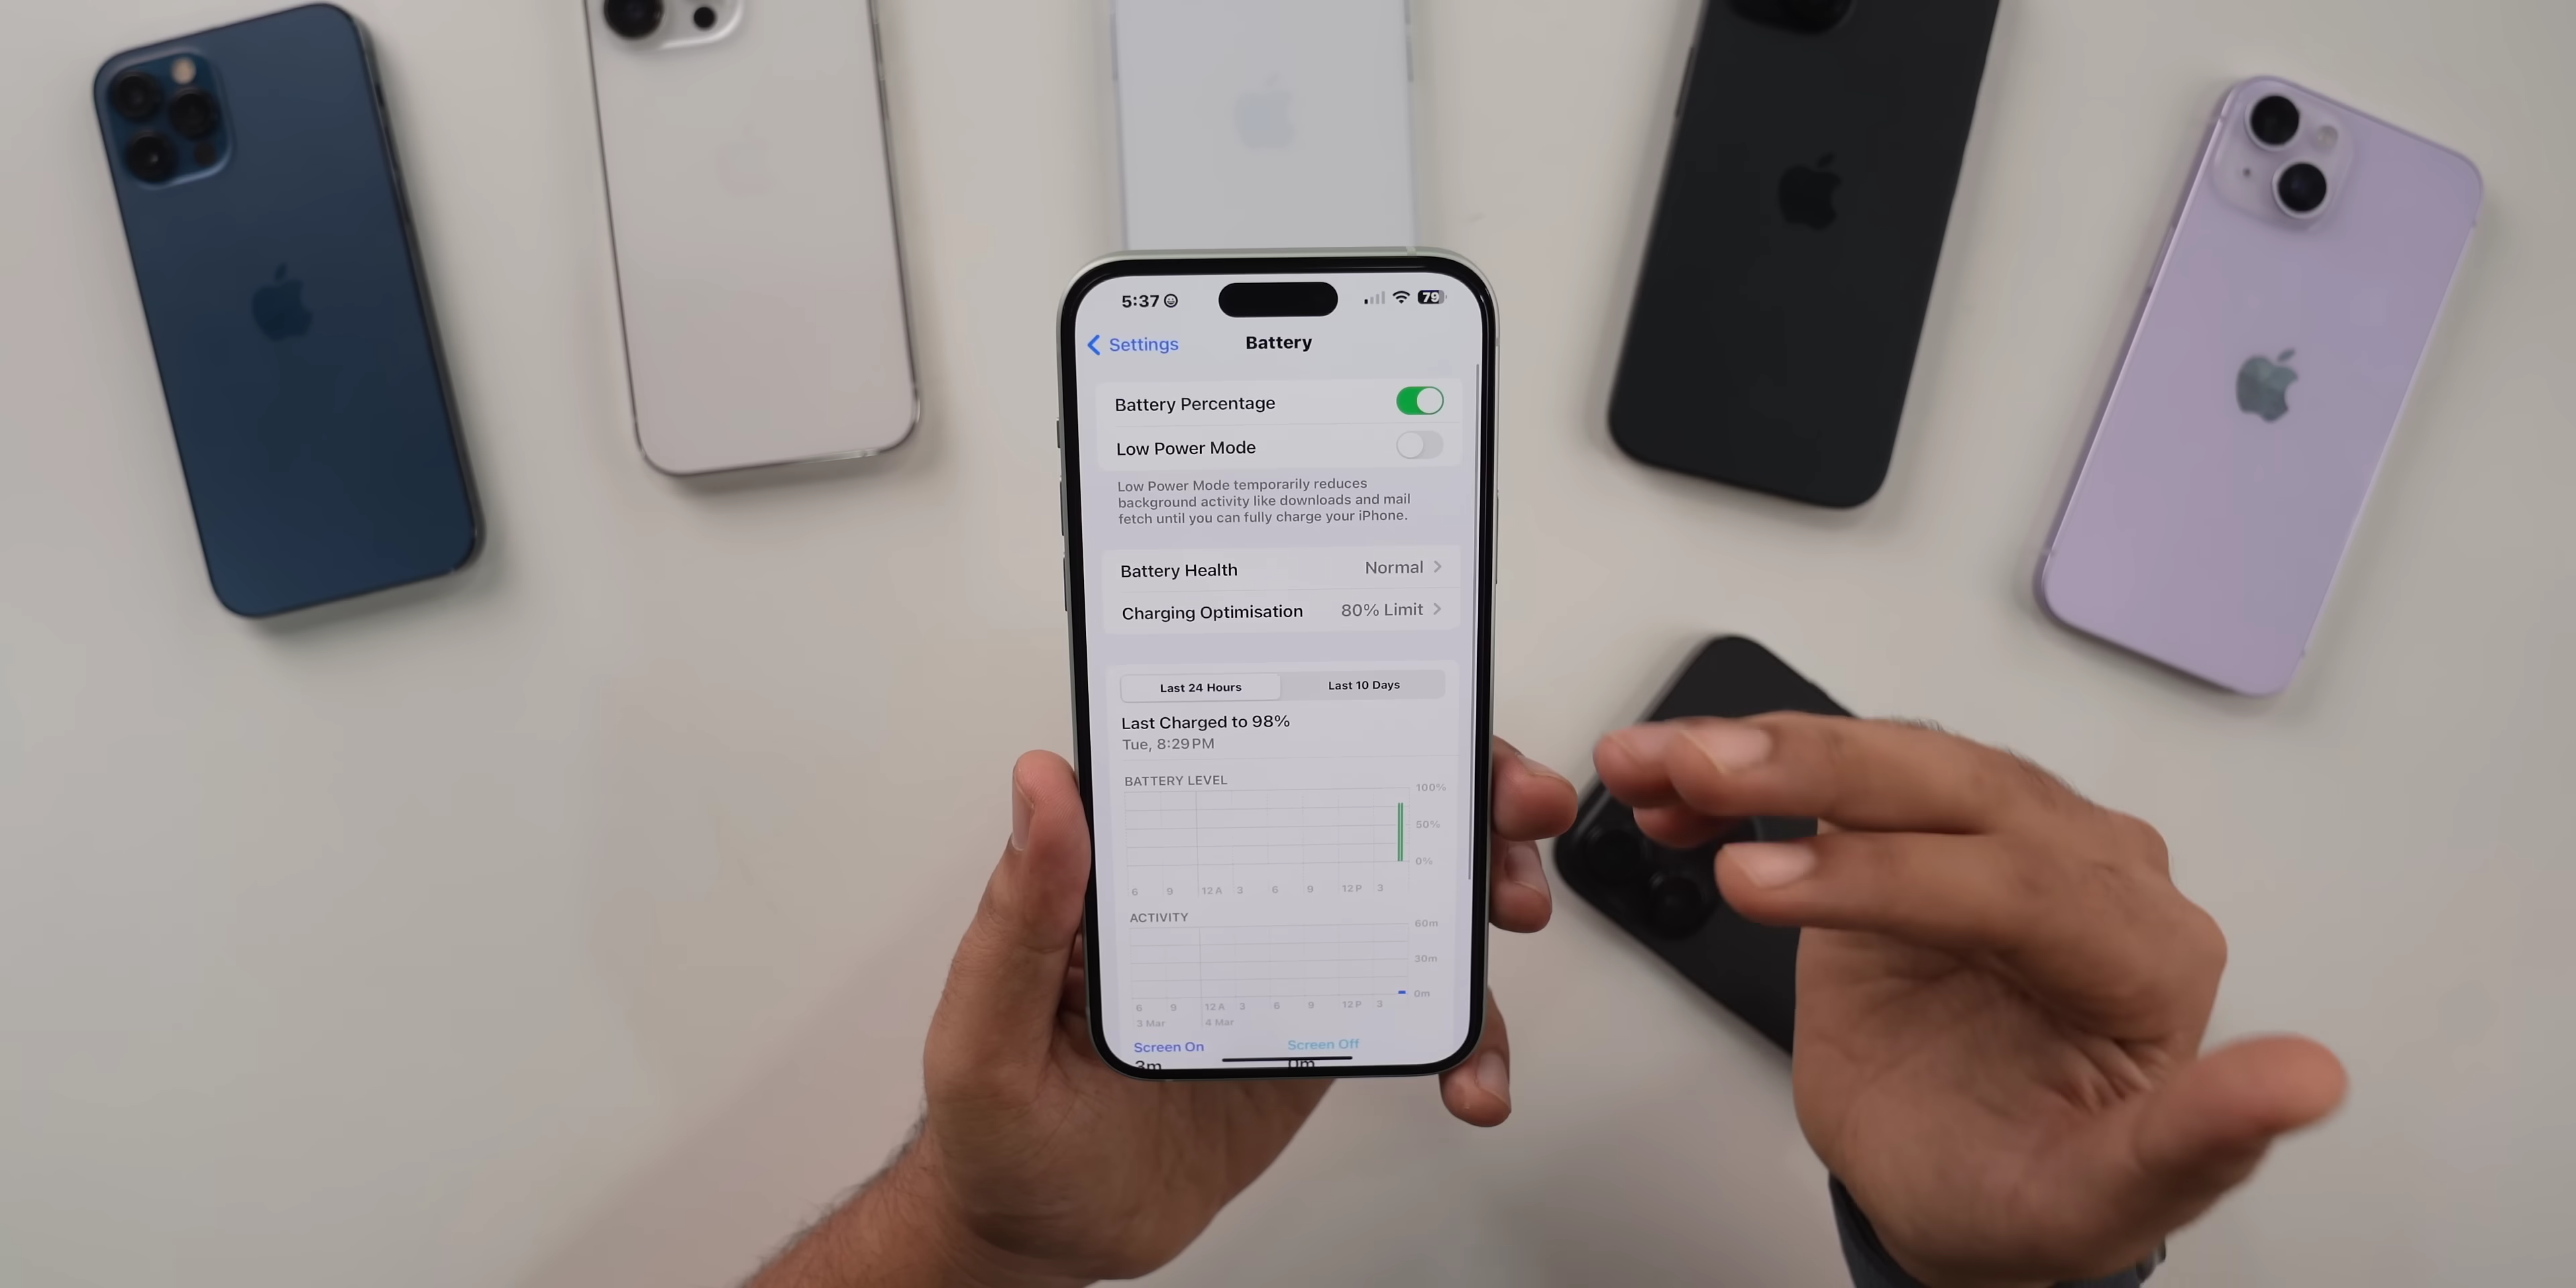 5:37
79
Settings
Battery
Battery Percentage
Low Power Mode
Low Power Mode temporarily reduces
background activity like downloads and mail
fetch until you can fully charge your iPhone.
Battery Health Normal
Charging Optimisation 80% Limit
Last 24 Hours Last 10 Days
Last Charged to 98%
Tue, 8:29 PM
BATTERY LEVEL
100%
50%
0%
6 9 12 A 3 6 9 12 P 3
ACTIVITY
60m
30m
0m
6 9 12 A 3 6 9 12 P 3
3 Mar 4 Mar
Screen On Screen Off
3m 0m